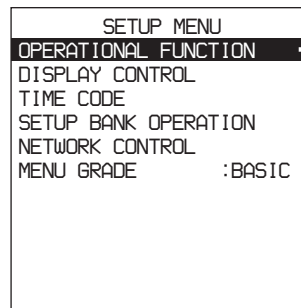 SETUP MENU
OPERATIONAL FUNCTION
DISPLAY CONTROL
TIME CODE
SETUP BANK OPERATION
NETWORK CONTROL
MENU GRADE :BASIC